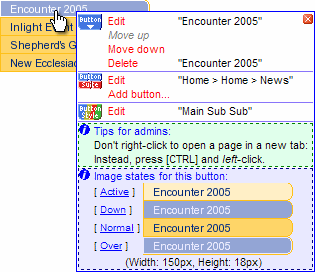 Encounter 2005
Inlight E
t
Shepherd's G
New Ecclesia
Button
Edit "Encounter 2005"
Move up
Move down
Delete "Encounter 2005"
Button
Suite
Edit "Home > Home > News"
Add button...
Button
Style
Edit "Main Sub Sub"
Tips for admins:
Don't right-click to open a page in a new tab:
Instead, press [CTRL] and left-click.
Image states for this button:
[ Active ] Encounter 2005
[ Down ] Encounter 2005
[ Normal ] Encounter 2005
[ Over ] Encounter 2005
(Width: 150px, Height: 18px)